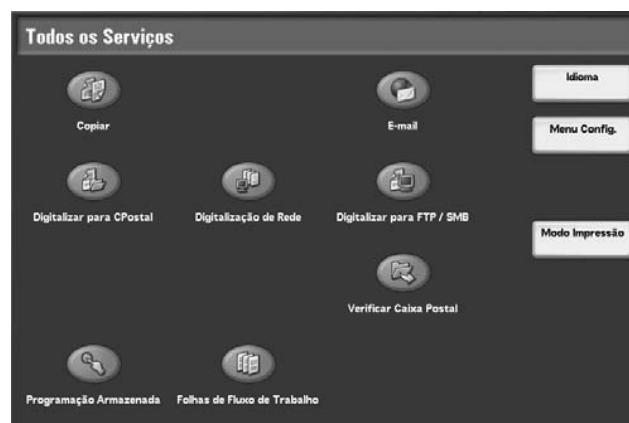 Todos os Serviços
Copiar
E-mail
Idioma
Menu Config.
Digitalizar para CPostal
Digitalização de Rede
Digitalizar para FTP / SMB
Modo Impressão
Verificar Caixa Postal
Programação Armazenada
Folhas de Fluxo de Trabalho